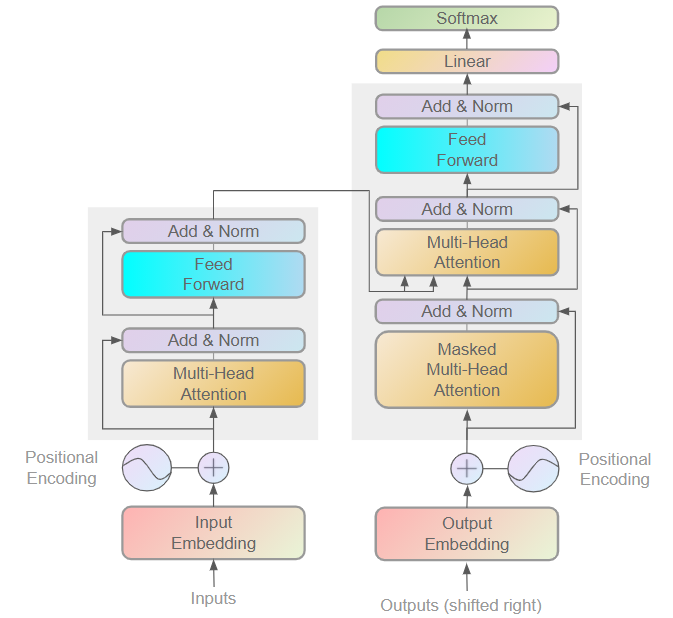 Softmax
Linear
Add & Norm
Feed
Forward
Add & Norm
Multi-Head
Attention
Add & Norm
Masked
Multi-Head
Attention
Positional
Encoding
Output
Embedding
Outputs (shifted right)
Add & Norm
Feed
Forward
Add & Norm
Multi-Head
Attention
Positional
Encoding
Input
Embedding
Inputs